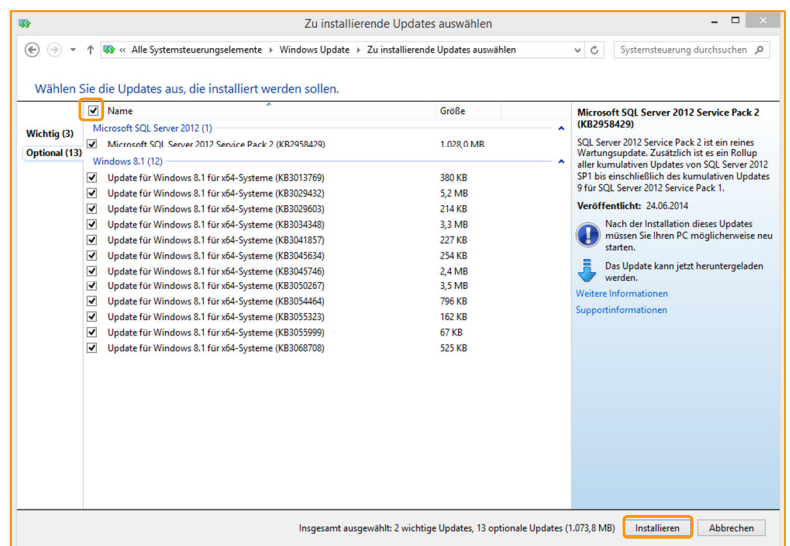 Zu installierende Updates auswählen
« Alle Systemsteuerungselemente ▸ Windows Update ▸ Zu installierende Updates auswählen
Systemsteuerung durchsuchen
Wählen Sie die Updates aus, die installiert werden sollen.
Wichtig (3)
Optional (13)
Name Größe
Microsoft SQL Server 2012 (1)
Microsoft SQL Server 2012 Service Pack 2 (KB2958429) 1.028,0 MB
Windows 8.1 (12)
Update für Windows 8.1 für x64-Systeme (KB3013769) 380 KB
Update für Windows 8.1 für x64-Systeme (KB3029432) 5,2 MB
Update für Windows 8.1 für x64-Systeme (KB3029603) 214 KB
Update für Windows 8.1 für x64-Systeme (KB3034348) 3,3 MB
Update für Windows 8.1 für x64-Systeme (KB3041857) 227 KB
Update für Windows 8.1 für x64-Systeme (KB3045634) 254 KB
Update für Windows 8.1 für x64-Systeme (KB3045746) 2,4 MB
Update für Windows 8.1 für x64-Systeme (KB3050267) 3,5 MB
Update für Windows 8.1 für x64-Systeme (KB3054464) 796 KB
Update für Windows 8.1 für x64-Systeme (KB3055323) 162 KB
Update für Windows 8.1 für x64-Systeme (KB3055999) 67 KB
Update für Windows 8.1 für x64-Systeme (KB3068708) 525 KB
Microsoft SQL Server 2012 Service Pack 2
(KB2958429)
SQL Server 2012 Service Pack 2 ist ein reines
Wartungsupdate. Zusätzlich ist es ein Rollup
aller kumulativen Updates von SQL Server 2012
SP1 bis einschließlich des kumulativen Updates
9 für SQL Server 2012 Service Pack 1.
Veröffentlicht: 24.06.2014
Nach der Installation dieses Updates
müssen Sie Ihren PC möglicherweise neu
starten.
Das Update kann jetzt heruntergeladen
werden.
Weitere Informationen
Supportinformationen
Insgesamt ausgewählt: 2 wichtige Updates, 13 optionale Updates (1.073,8 MB)
Installieren
Abbrechen